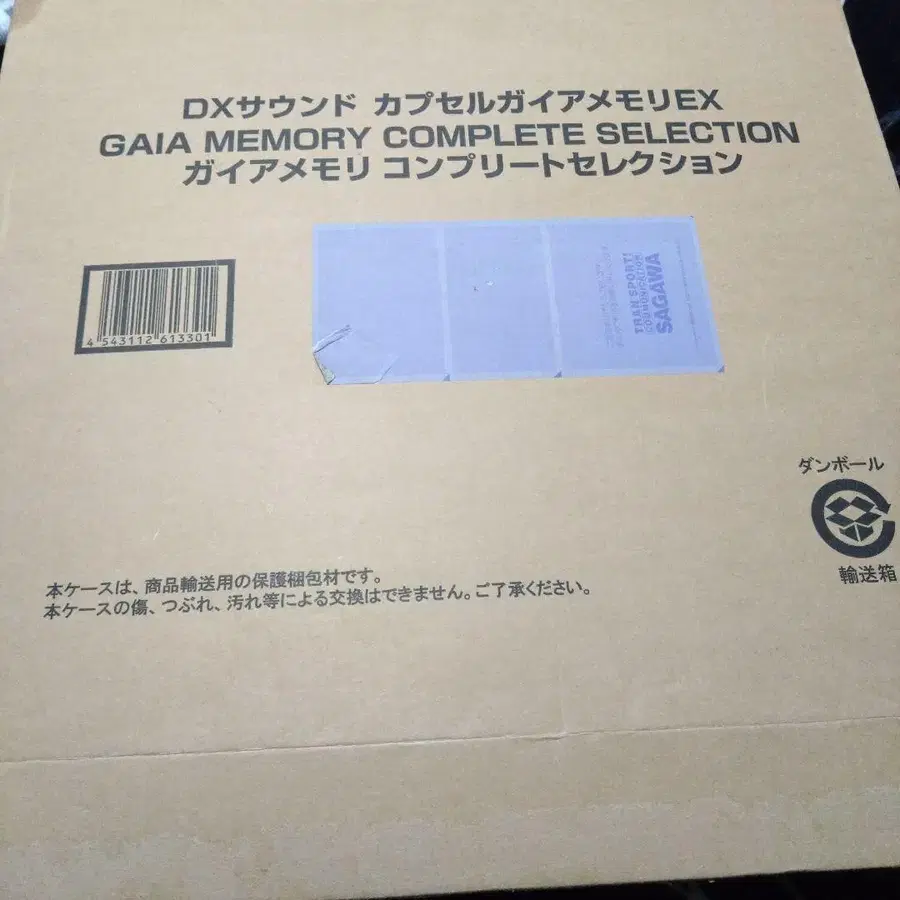 DXサウンド カプセルガイアメモリEX
GAIA MEMORY COMPLETE SELECTION
ガイアメモリ コンプリートセレクション
4 543112 613301
TRANSPORT!
COMMUNICATION!
SAGAWA
ダンボール
輸送箱
本ケースは、商品輸送用の保護梱包材です。
本ケースの傷、つぶれ、汚れ等による交換はできません。ご了承ください。